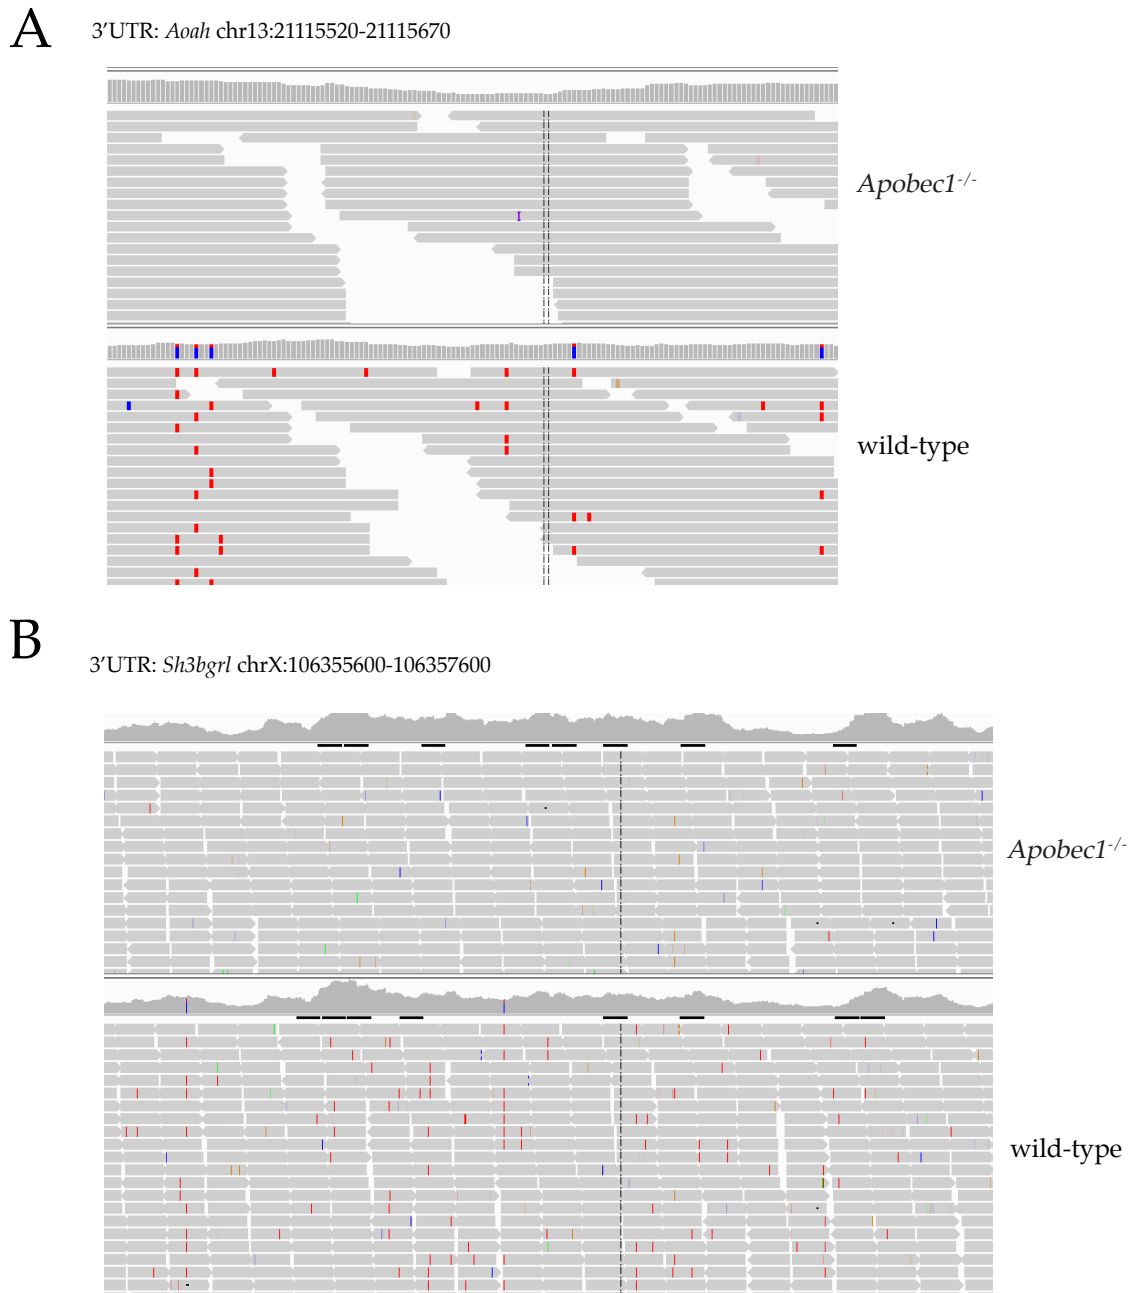 A
3′UTR: Aoah chr13:21115520-21115670
Apobec1-/-
wild-type
B
3′UTR: Sh3bgrl chrX:106355600-106357600
Apobec1-/-
wild-type